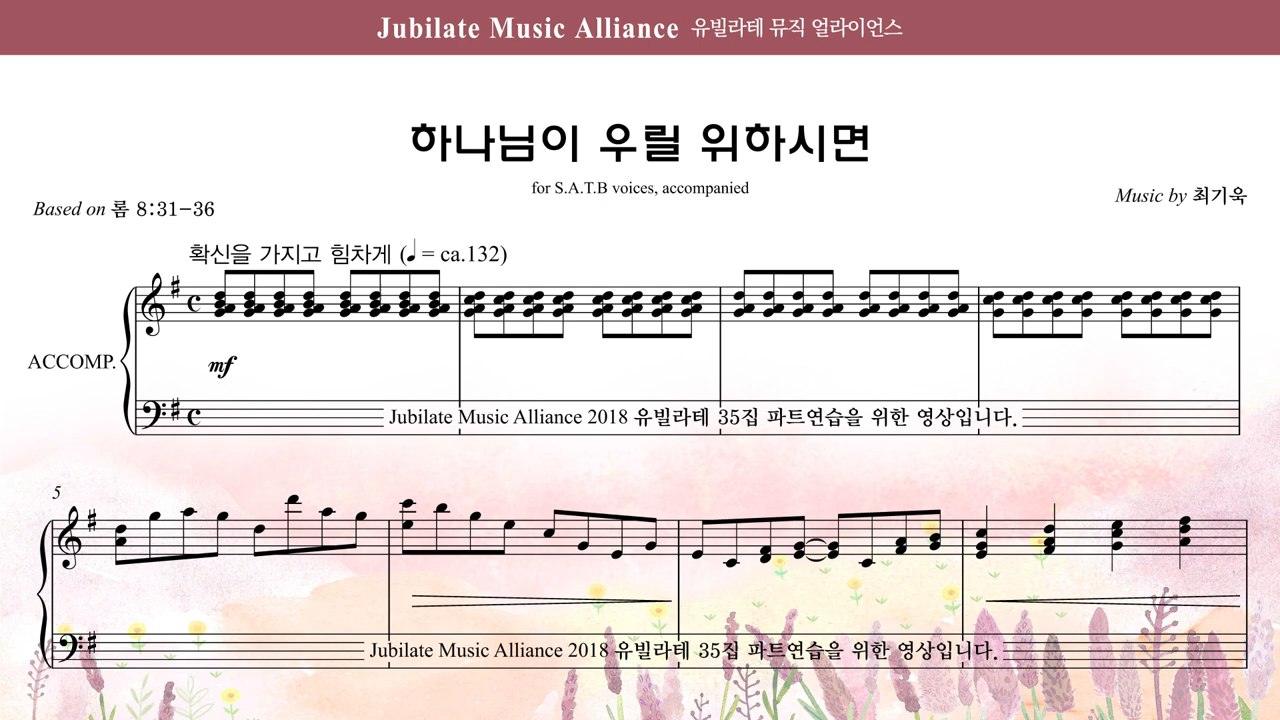 Jubilate Music Alliance 유빌라테 뮤직 얼라이언스
하나님이 우릴 위하시면
for S.A.T.B voices, accompanied
Based on 롬 8:31-36
Music by 최기욱
확신을 가지고 힘차게 (♩ = ca.132)
ACCOMP.
mf
Jubilate Music Alliance 2018 유빌라테 35집 파트연습을 위한 영상입니다.
5
Jubilate Music Alliance 2018 유빌라테 35집 파트연습을 위한 영상입니다.